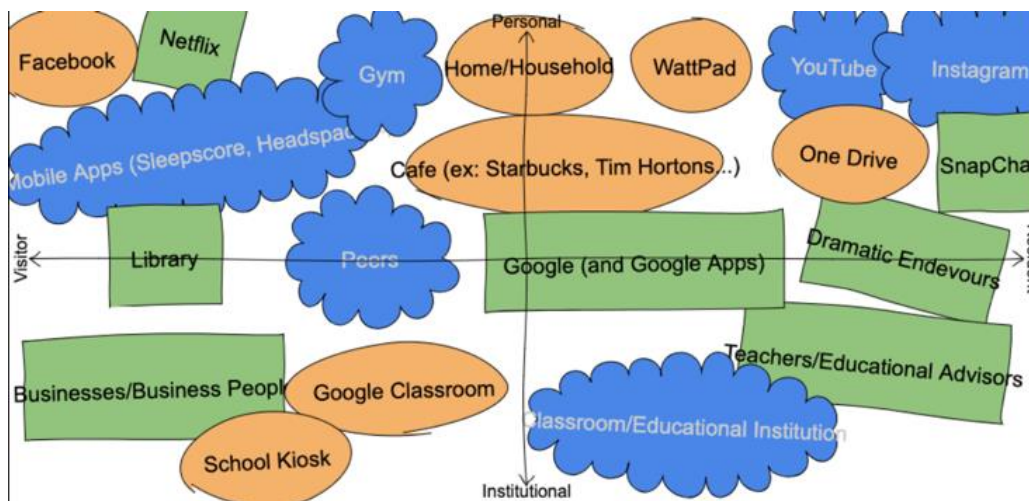 Personal
Facebook
Netflix
Gym
Home/Household
WattPad
YouTube
Instagram
Mobile Apps (Sleepscore, Headspac
Cafe (ex: Starbucks, Tim Hortons...)
One Drive
SnapCha
Visitor
Library
Peers
Google (and Google Apps)
Dramatic Endevours
Businesses/Business People
Google Classroom
Teachers/Educational Advisors
Classroom/Educational Institution
School Kiosk
Institutional